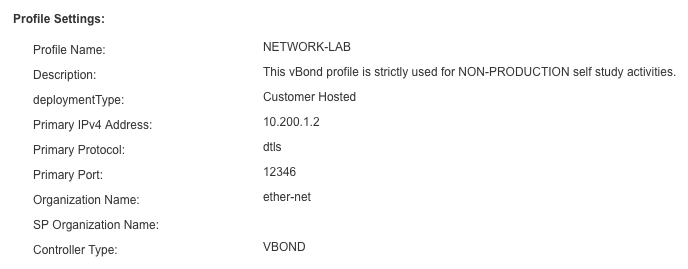 Profile Settings:
Profile Name: NETWORK-LAB
Description: This vBond profile is strictly used for NON-PRODUCTION self study activities.
deploymentType: Customer Hosted
Primary IPv4 Address: 10.200.1.2
Primary Protocol: dtls
Primary Port: 12346
Organization Name: ether-net
SP Organization Name:
Controller Type: VBOND